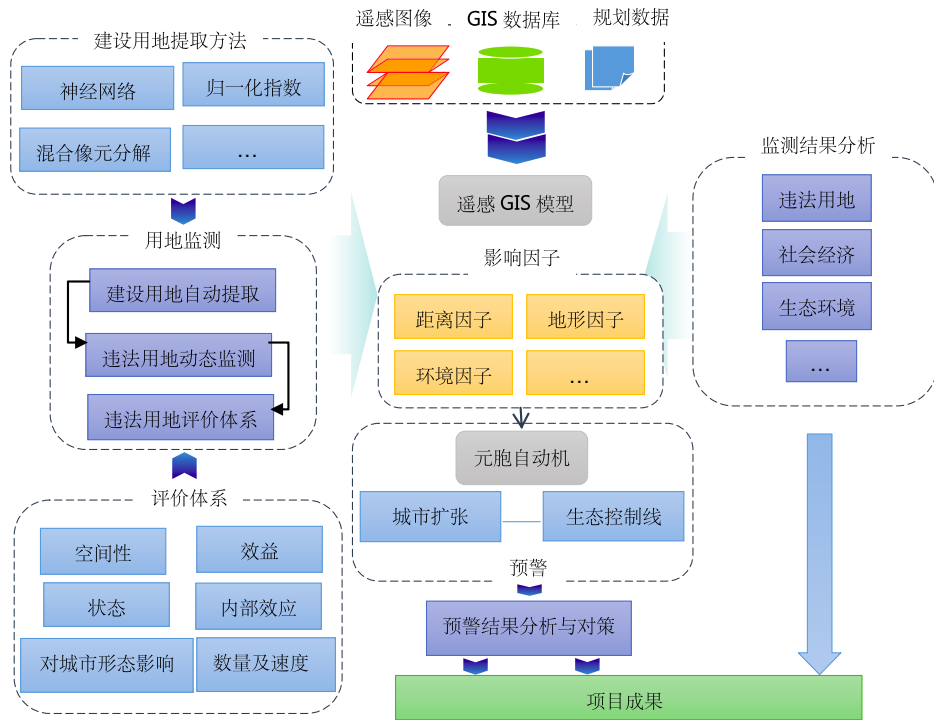 遥感图像
GIS 数据库
规划数据
建设用地提取方法
神经网络
归一化指数
混合像元分解
…
用地监测
建设用地自动提取
违法用地动态监测
违法用地评价体系
评价体系
空间性
效益
状态
内部效应
对城市形态影响
数量及速度
遥感 GIS 模型
影响因子
距离因子
地形因子
环境因子
…
元胞自动机
城市扩张
生态控制线
预警
预警结果分析与对策
监测结果分析
违法用地
社会经济
生态环境
…
项目成果